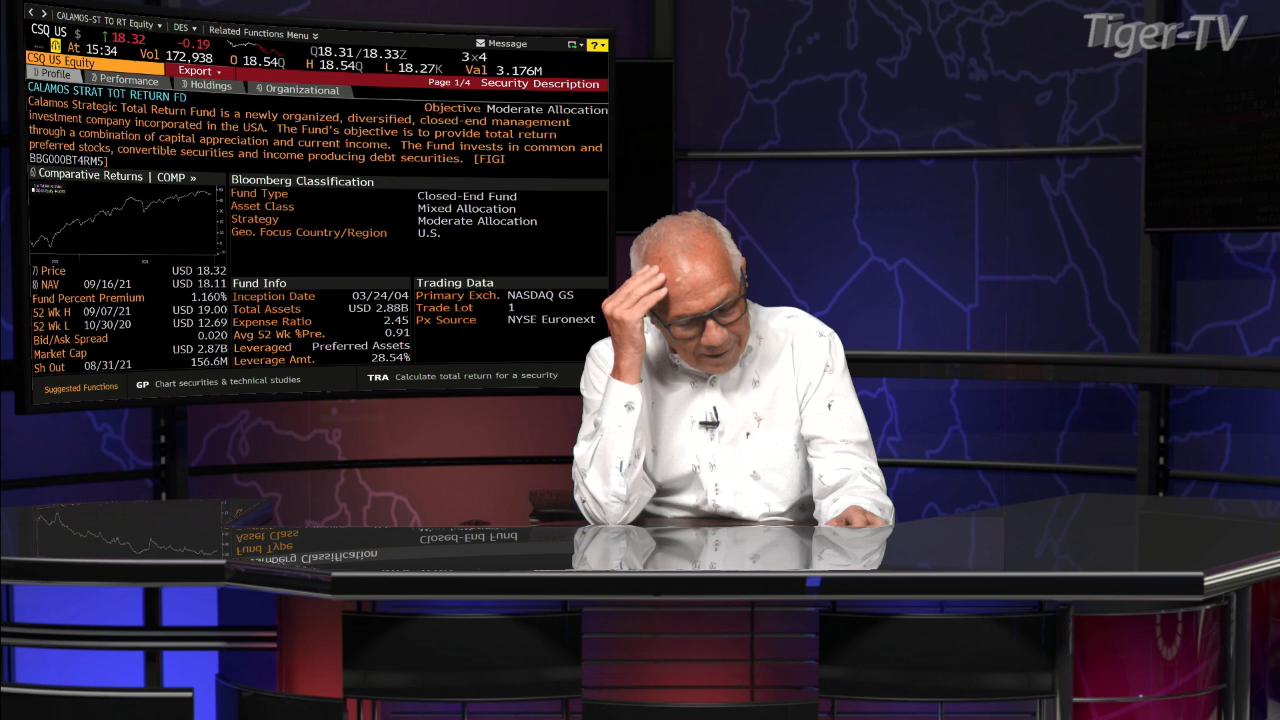 CALAMOS-ST TO RT Equity DES Related Functions Menu
CSQ US $ ↑18.32 -0.19 Q18.31/18.33Z 3x4 Message ?
At 15:34 Vol 172,938 O 18.54Q H 18.54Q L 18.27K Val 3.176M
CSQ US Equity Export Page 1/4 Security Description
1) Profile 2) Performance 3) Holdings 4) Organizational
CALAMOS STRAT TOT RETURN FD Objective Moderate Allocation
Calamos Strategic Total Return Fund is a newly organized, diversified, closed-end management
investment company incorporated in the USA. The Fund's objective is to provide total return
through a combination of capital appreciation and current income. The Fund invests in common and
preferred stocks, convertible securities and income producing debt securities. [FIGI
BBG000BT4RM5]
6) Comparative Returns | COMP » Bloomberg Classification
Fund Type Closed-End Fund
Asset Class Mixed Allocation
Strategy Moderate Allocation
Geo. Focus Country/Region U.S.
7) Price USD 18.32 Fund Info Trading Data
8) NAV 09/16/21 USD 18.11 Inception Date 03/24/04 Primary Exch. NASDAQ GS
Fund Percent Premium 1.160% Total Assets USD 2.88B Trade Lot 1
52 Wk H 09/07/21 USD 19.00 Expense Ratio 2.45 Px Source NYSE Euronext
52 Wk L 10/30/20 USD 12.69 Avg 52 Wk %Pre. 0.91
Bid/Ask Spread 0.020 Leveraged Preferred Assets
Market Cap USD 2.87B Leverage Amt. 28.54%
Sh Out 08/31/21 156.6M
Suggested Functions GP Chart securities & technical studies TRA Calculate total return for a security
Tiger-TV
Asset Class
Fund Type Closed-End Fund